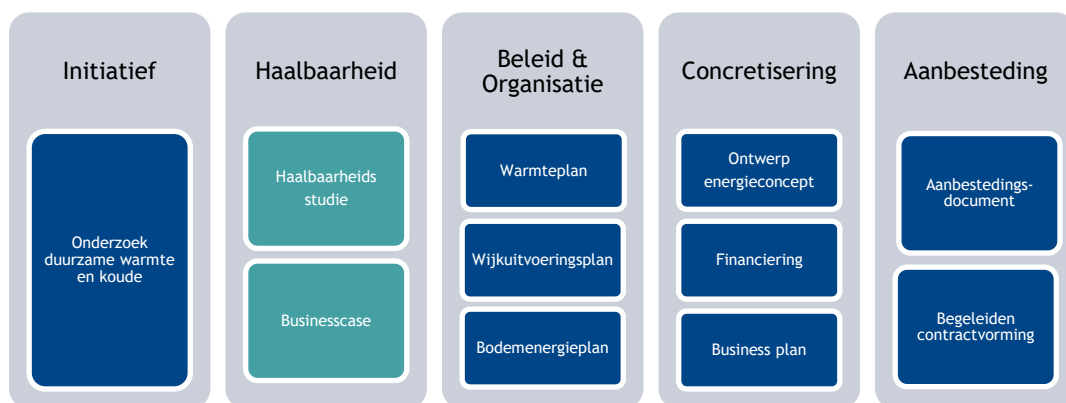 Initiatief
Onderzoek
duurzame warmte
en koude
Haalbaarheid
Haalbaarheids
studie
Businesscase
Beleid &
Organisatie
Warmteplan
Wijkuitvoeringsplan
Bodemenergieplan
Concretisering
Ontwerp
energieconcept
Financiering
Business plan
Aanbesteding
Aanbestedings-
document
Begeleiden
contractvorming